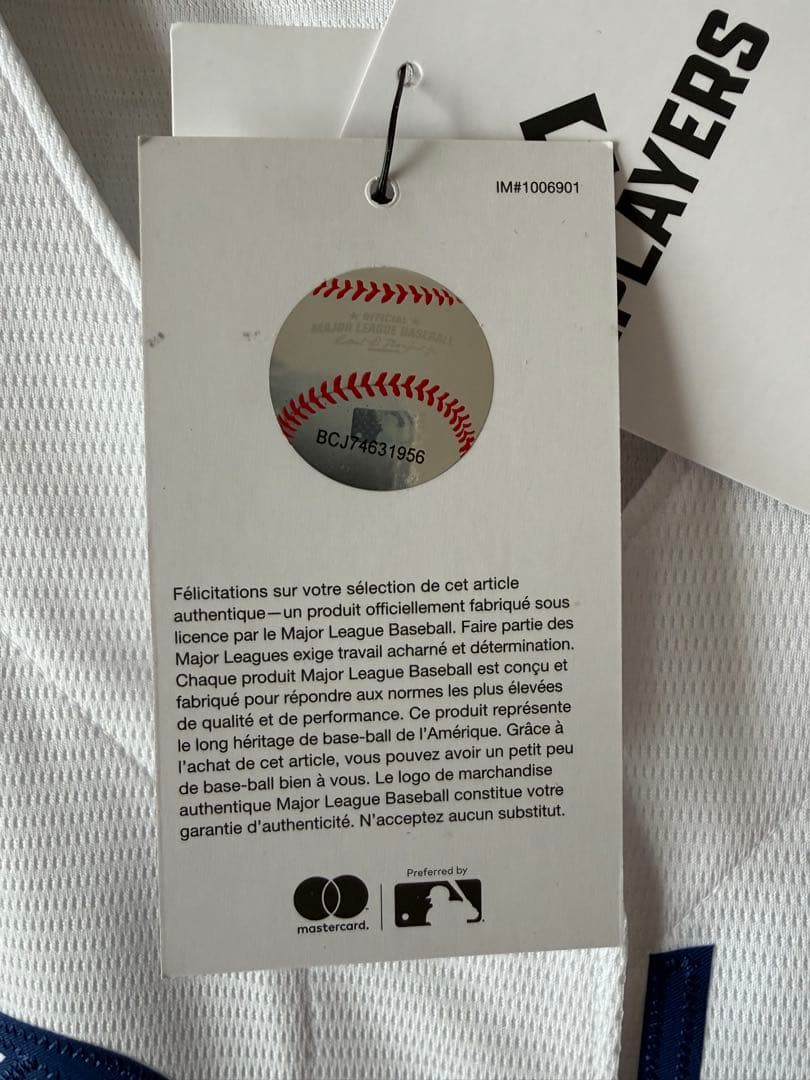 PLAYERS
IM#1006901
★ OFFICIAL ★
MAJOR LEAGUE BASEBALL
BCJ74631956
Félicitations sur votre sélection de cet article
authentique—un produit officiellement fabriqué sous
licence par le Major League Baseball. Faire partie des
Major Leagues exige travail acharné et détermination.
Chaque produit Major League Baseball est conçu et
fabriqué pour répondre aux normes les plus élevées
de qualité et de performance. Ce produit représente
le long héritage de base-ball de l'Amérique. Grâce à
l'achat de cet article, vous pouvez avoir un petit peu
de base-ball bien à vous. Le logo de marchandise
authentique Major League Baseball constitue votre
garantie d'authenticité. N'acceptez aucun substitut.
mastercard.
Preferred by